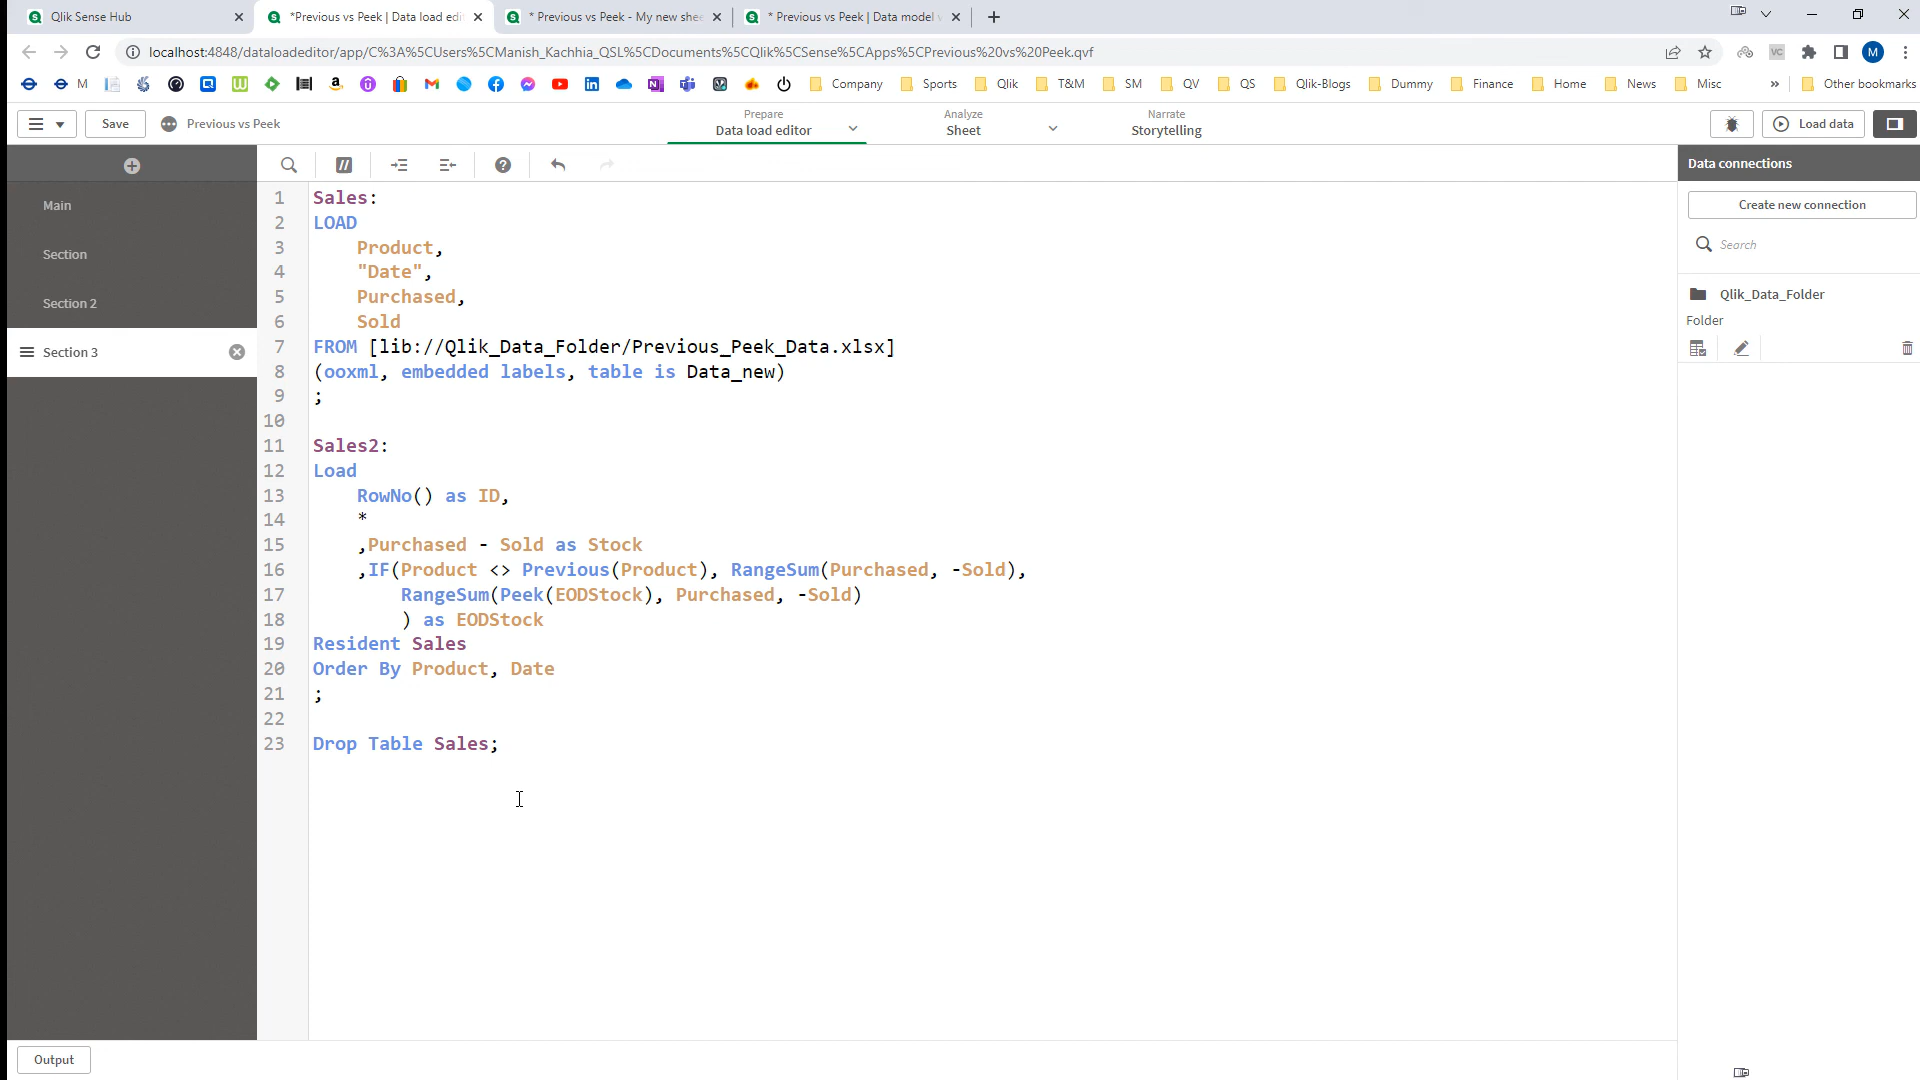 Qlik Sense Hub
*Previous vs Peek | Data load edi
* Previous vs Peek - My new shee
* Previous vs Peek | Data model v
localhost:4848/dataloadeditor/app/C%3A%5CUsers%5CManish_Kachhia_QSL%5CDocuments%5CQlik%5CSense%5CApps%5CPrevious%20vs%20Peek.qvf
M
M
Company
Sports
Qlik
T&M
SM
QV
QS
Qlik-Blogs
Dummy
Finance
Home
News
Misc
»
Other bookmarks
Save
Previous vs Peek
Prepare
Data load editor
Analyze
Sheet
Narrate
Storytelling
Load data
Main
Section
Section 2
Section 3
1 Sales:
2 LOAD
3 Product,
4 "Date",
5 Purchased,
6 Sold
7 FROM [lib://Qlik_Data_Folder/Previous_Peek_Data.xlsx]
8 (ooxml, embedded labels, table is Data_new)
9 ;
10
11 Sales2:
12 Load
13 RowNo() as ID,
14 *
15 ,Purchased - Sold as Stock
16 ,IF(Product <> Previous(Product), RangeSum(Purchased, -Sold),
17 RangeSum(Peek(EODStock), Purchased, -Sold)
18 ) as EODStock
19 Resident Sales
20 Order By Product, Date
21 ;
22
23 Drop Table Sales;
Data connections
Create new connection
Search
Qlik_Data_Folder
Folder
Output